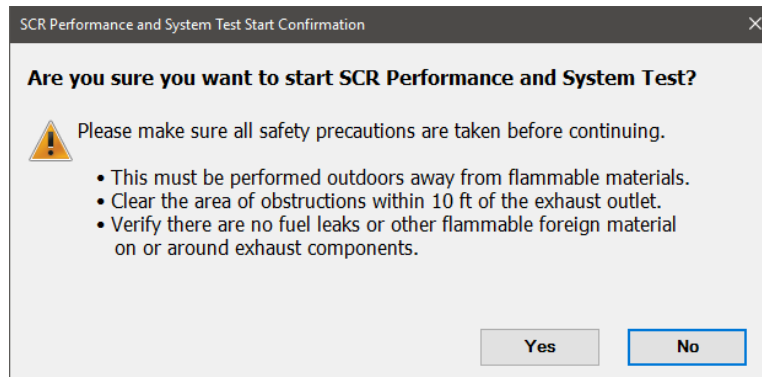 SCR Performance and System Test Start Confirmation
Are you sure you want to start SCR Performance and System Test?
Please make sure all safety precautions are taken before continuing.
• This must be performed outdoors away from flammable materials.
• Clear the area of obstructions within 10 ft of the exhaust outlet.
• Verify there are no fuel leaks or other flammable foreign material
on or around exhaust components.
Yes No